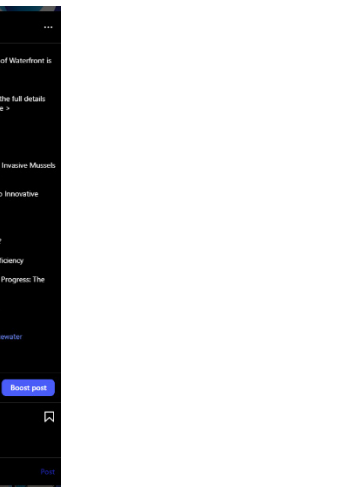 of Waterfront is
the full details
e >
Invasive Mussels
o Innovative
?
ficiency
Progress: The
ewater
Boost post
Post